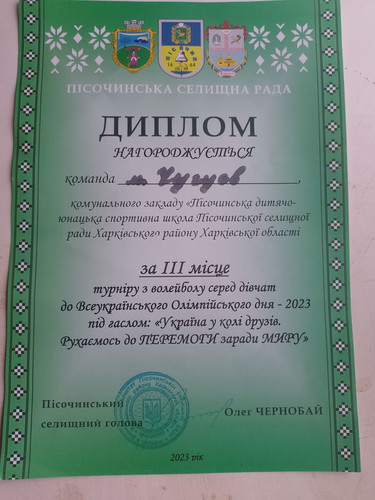 ПІСОЧИНСЬКА СЕЛИЩНА РАДА
ДИПЛОМ
НАГОРОДЖУЄТЬСЯ
команда м. Чугуєв,
комунального закладу «Пісочинська дитячо-
юнацька спортивна школа Пісочинської селищної
ради Харківського району Харківської області
за III місце
турніру з волейболу серед дівчат
до Всеукраїнського Олімпійського дня - 2023
під гаслом: «Україна у колі друзів.
Рухаємось до ПЕРЕМОГИ заради МИРУ»
Пісочинський
селищний голова
Олег ЧЕРНОБАЙ
2023 рік